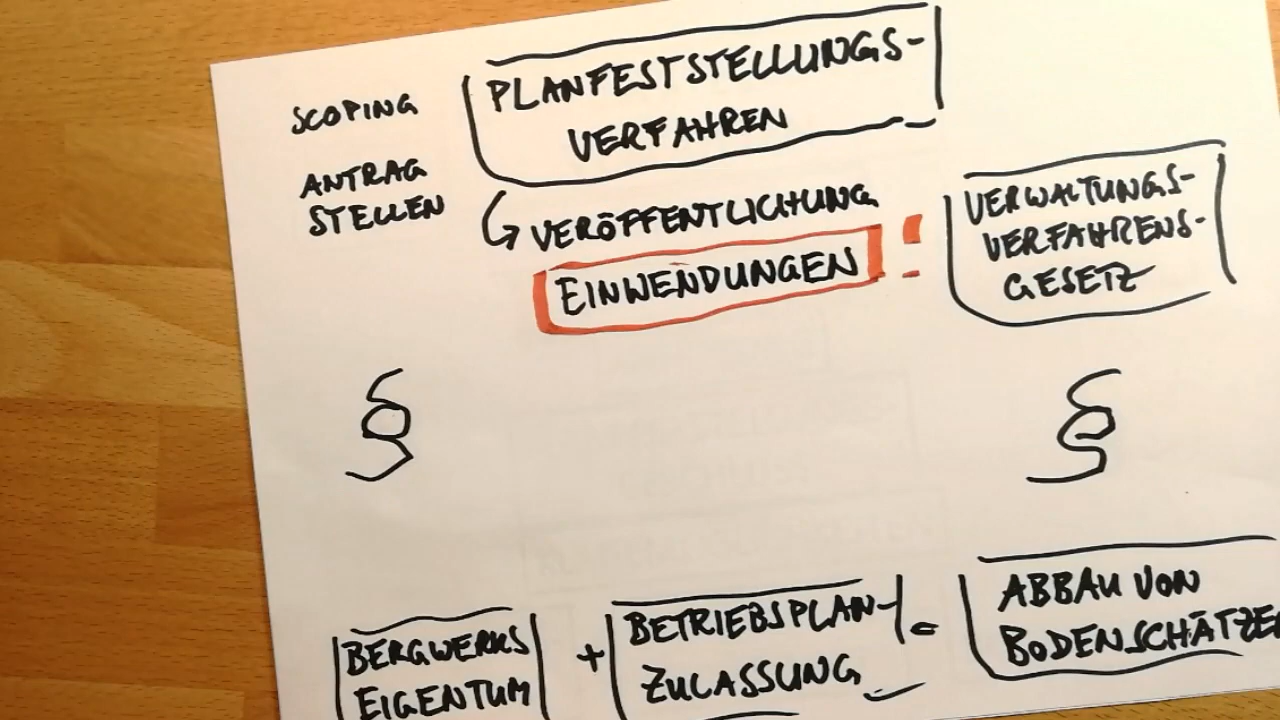 SCOPING
ANTRAG
STELLEN
PLANFESTSTELLUNGS-
VERFAHREN
VERÖFFENTLICHUNG
EINWENDUNGEN
!
VERWALTUNGS-
VERFAHRENS-
GESETZ
§
§
BERGWERKS
EIGENTUM
+
BETRIEBSPLAN-
ZULASSUNG
=
ABBAU VON
BODENSCHÄTZEN